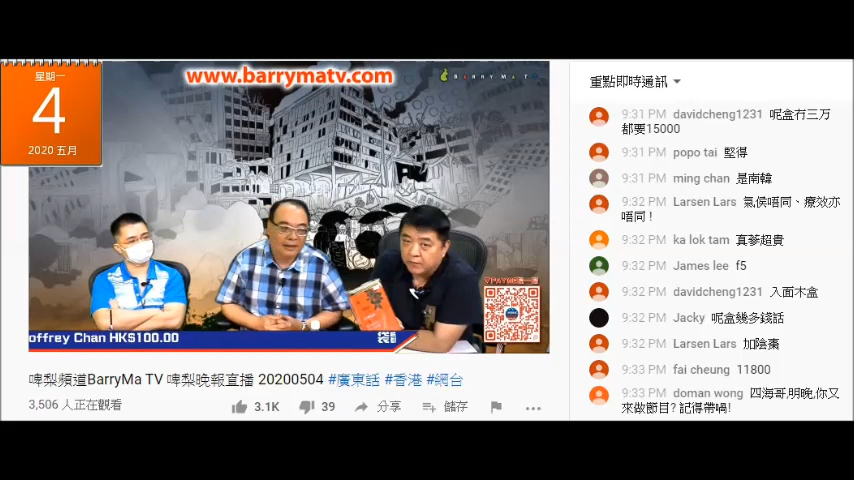 星期一
4
2020 五月
www.barrymatv.com
BARRY MA TV
PAYME
offrey Chan HK$100.00
啤梨頻道BarryMa TV 啤梨晚報直播 20200504 #廣東話 #香港 #網台
3,506 人正在觀看
3.1K 39 分享 儲存
重點即時通訊
9:31 PM davidcheng1231 呢盒冇三万
都要15000
9:31 PM popo tai 堅得
9:31 PM ming chan 是南韓
9:32 PM Larsen Lars 氣侯唔同、療效亦
唔同！
9:32 PM ka lok tam 真蔘超貴
9:32 PM James lee f5
9:32 PM davidcheng1231 入面木盒
9:32 PM Jacky 呢盒幾多錢話
9:32 PM Larsen Lars 加陰棗
9:33 PM fai cheung 11800
9:33 PM doman wong 四海哥,明晚,你又
來做節目? 記得帶喎!